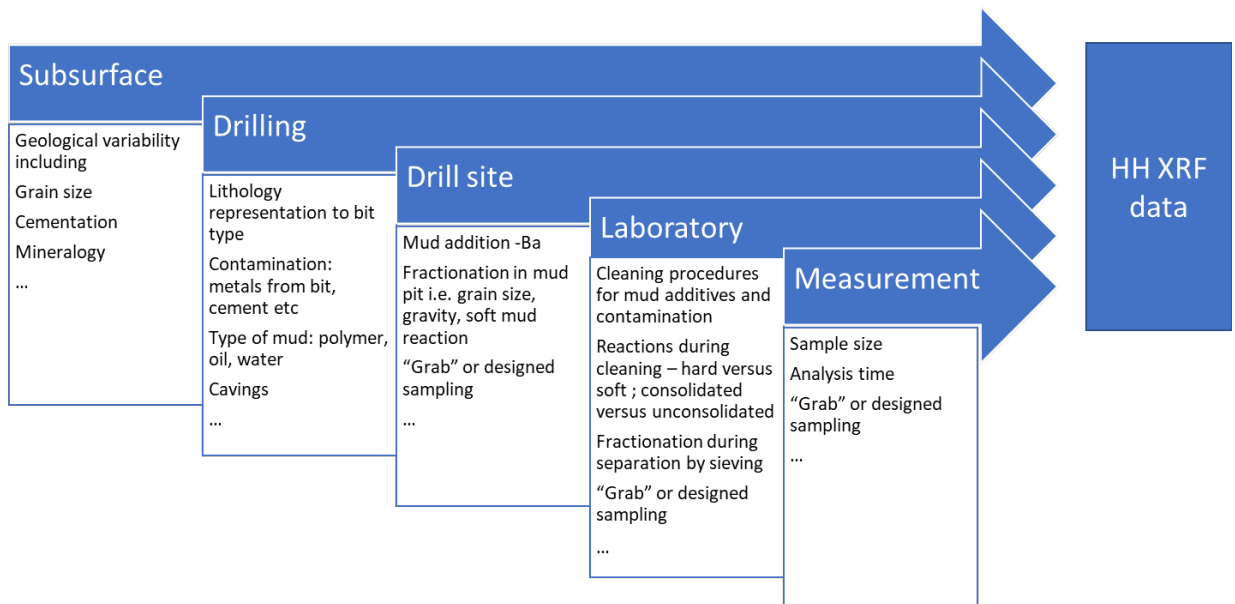 Subsurface
Geological variability
including
Grain size
Cementation
Mineralogy
...
Drilling
Lithology
representation to bit
type
Contamination:
metals from bit,
cement etc
Type of mud: polymer,
oil, water
Cavings
...
Drill site
Mud addition -Ba
Fractionation in mud
pit i.e. grain size,
gravity, soft mud
reaction
“Grab” or designed
sampling
...
Laboratory
Cleaning procedures
for mud additives and
contamination
Reactions during
cleaning – hard versus
soft ; consolidated
versus unconsolidated
Fractionation during
separation by sieving
“Grab” or designed
sampling
...
Measurement
Sample size
Analysis time
“Grab” or designed
sampling
...
HH XRF
data